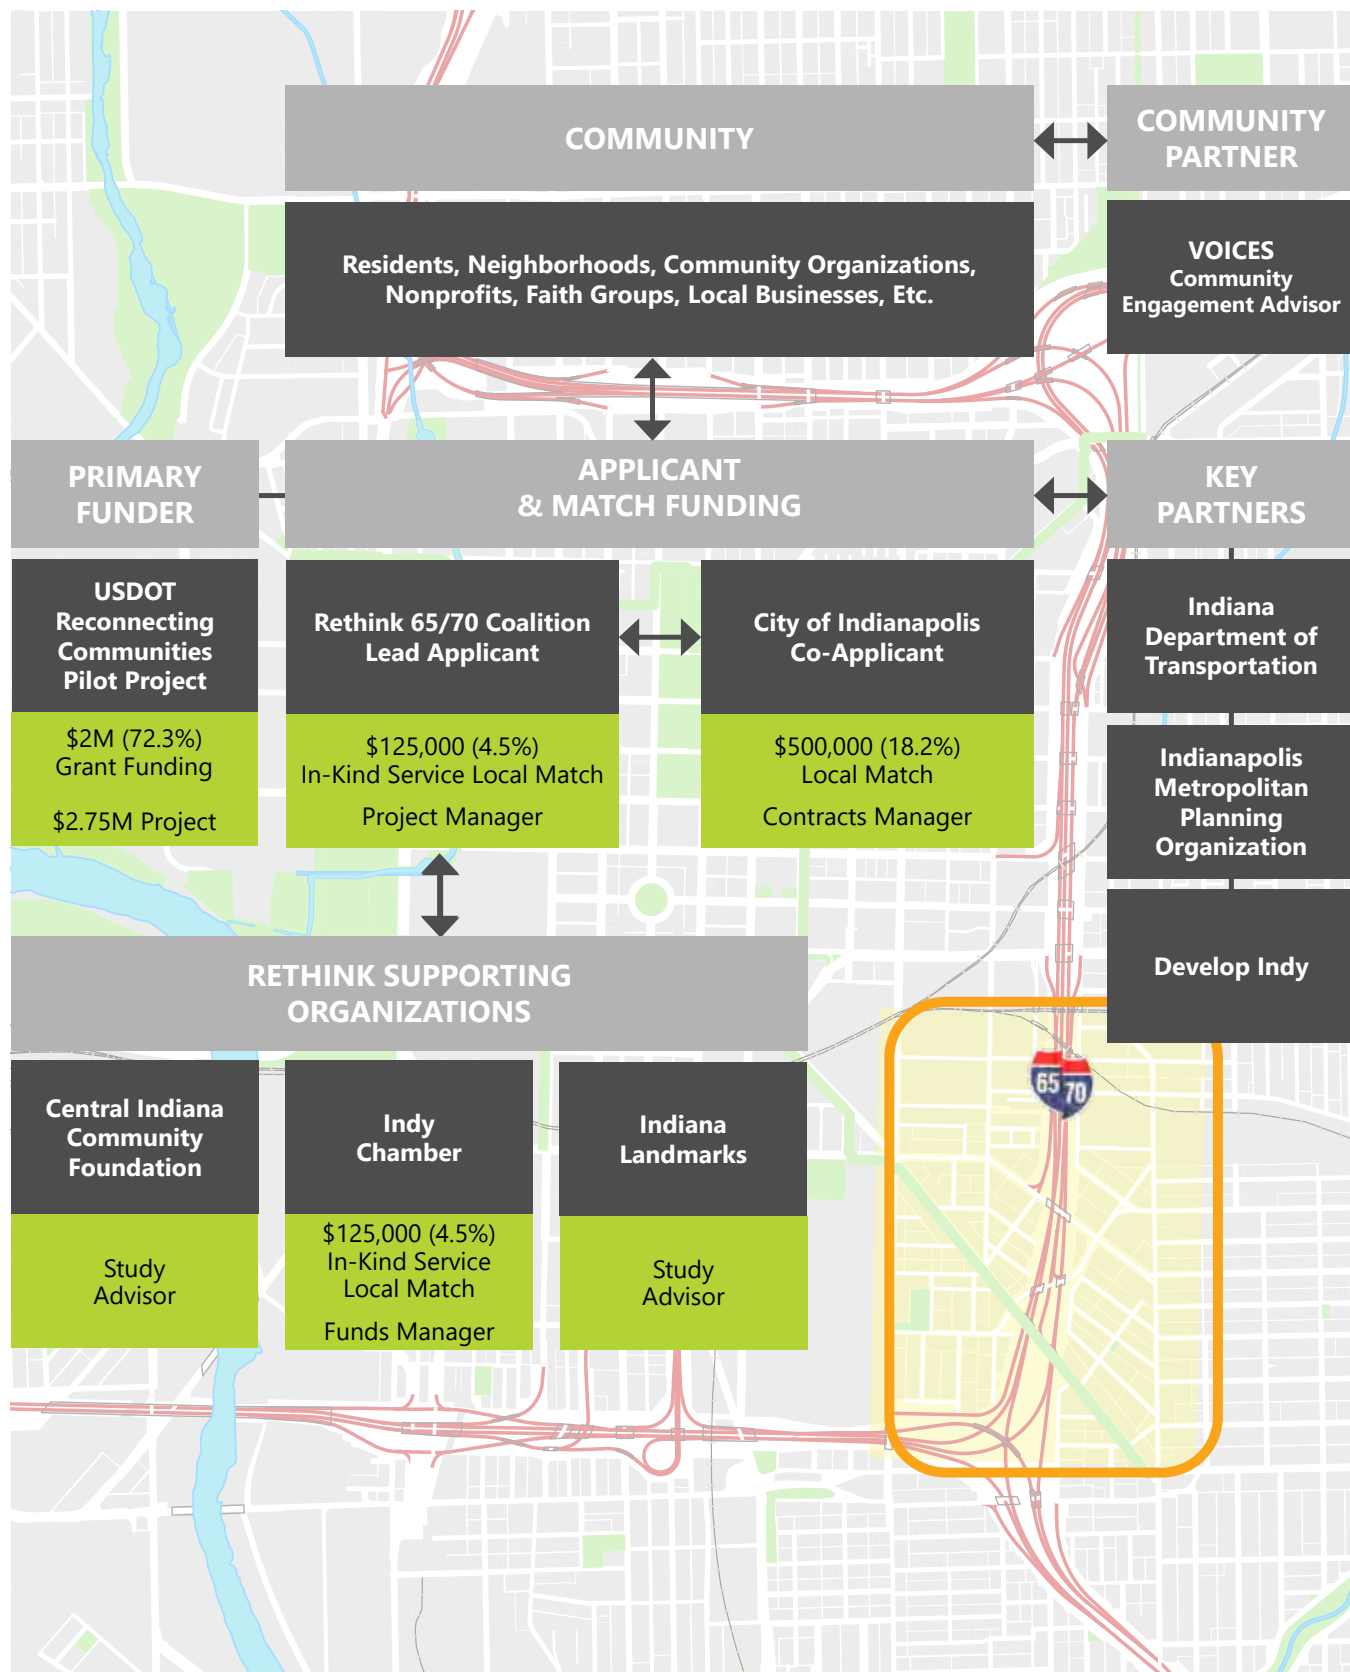 COMMUNITY
COMMUNITY
PARTNER
Residents, Neighborhoods, Community Organizations,
Nonprofits, Faith Groups, Local Businesses, Etc.
VOICES
Community
Engagement Advisor
PRIMARY
FUNDER
APPLICANT
& MATCH FUNDING
KEY
PARTNERS
USDOT
Reconnecting
Communities
Pilot Project
$2M (72.3%)
Grant Funding
$2.75M Project
Rethink 65/70 Coalition
Lead Applicant
$125,000 (4.5%)
In-Kind Service Local Match
Project Manager
City of Indianapolis
Co-Applicant
$500,000 (18.2%)
Local Match
Contracts Manager
Indiana
Department of
Transportation
Indianapolis
Metropolitan
Planning
Organization
Develop Indy
RETHINK SUPPORTING
ORGANIZATIONS
Central Indiana
Community
Foundation
Study
Advisor
Indy
Chamber
$125,000 (4.5%)
In-Kind Service
Local Match
Funds Manager
Indiana
Landmarks
Study
Advisor
65
70